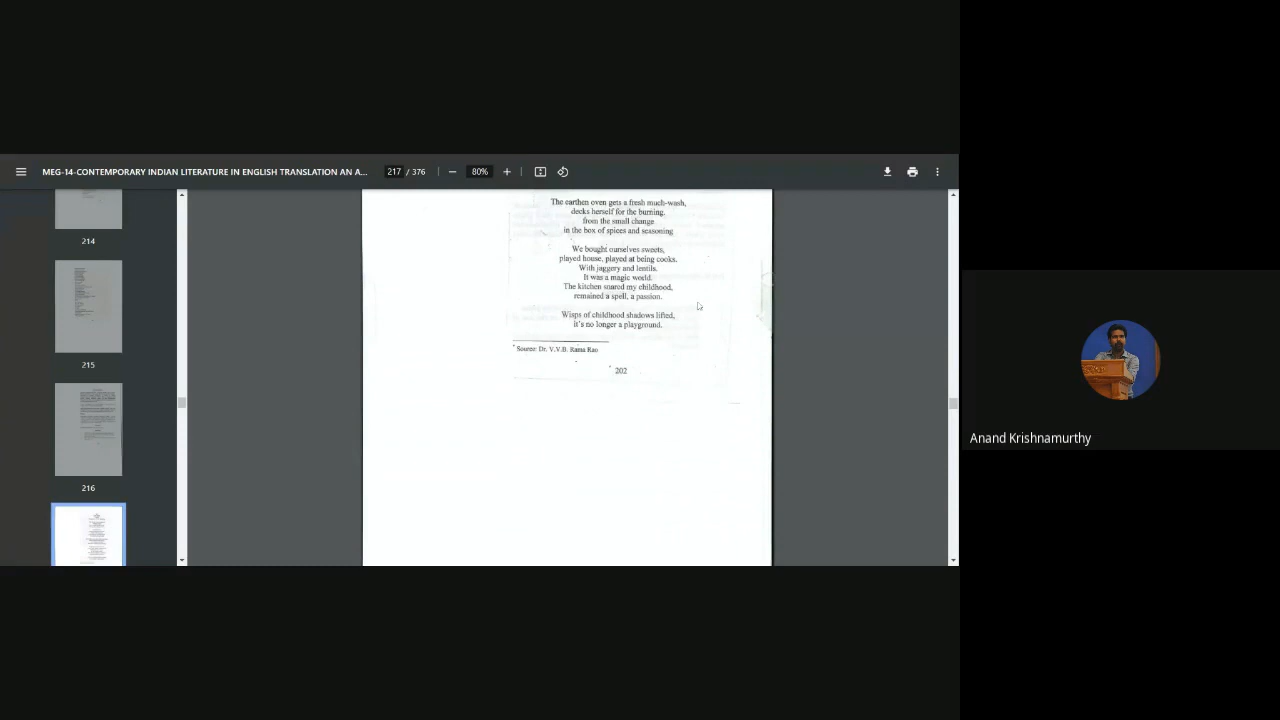 MEG-14-CONTEMPORARY INDIAN LITERATURE IN ENGLISH TRANSLATION AN A...
217 / 376
80%
214
215
216
The earthen oven gets a fresh much-wash,
decks herself for the burning.
from the small change
in the box of spices and seasoning
We bought ourselves sweets,
played house, played at being cooks.
With jaggery and lentils.
It was a magic world.
The kitchen snared my childhood,
remained a spell, a passion.
Wisps of childhood shadows lifted,
it's no longer a playground.
Source: Dr. V.V.B. Rama Rao
202
Anand Krishnamurthy